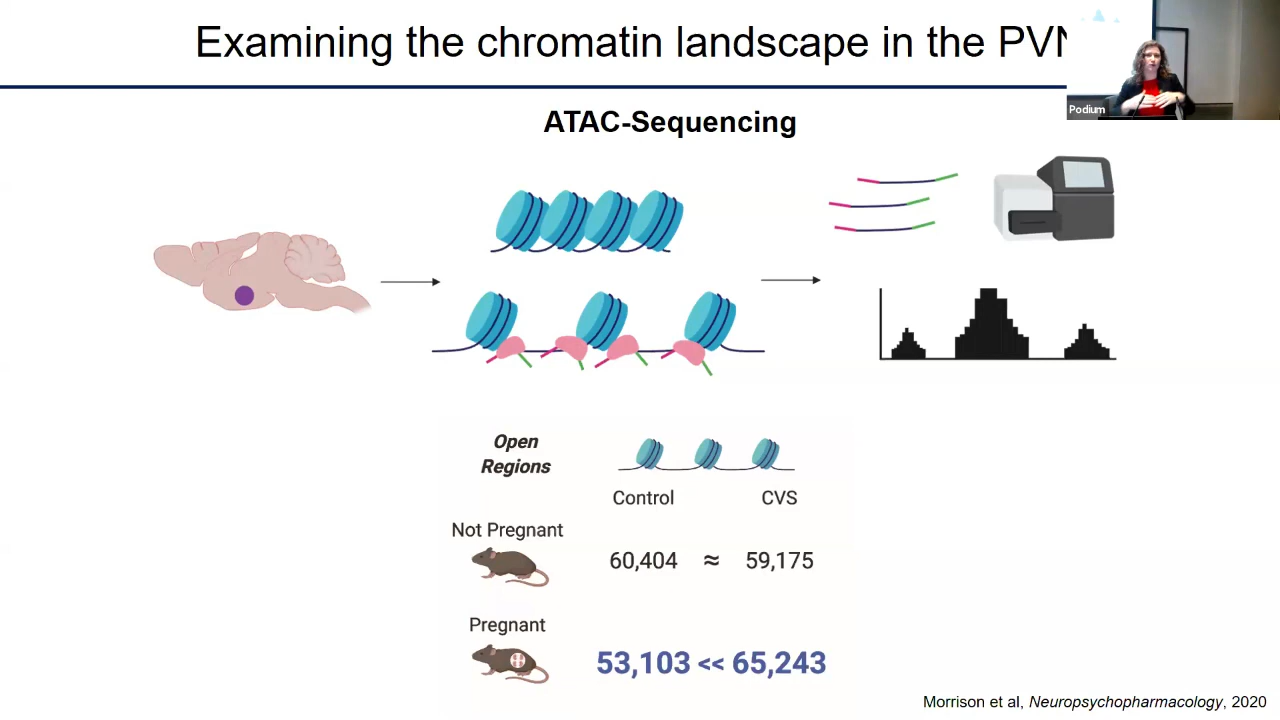 Examining the chromatin landscape in the PVN
Podium
ATAC-Sequencing
Open
Regions
Control CVS
Not Pregnant
60,404 ≈ 59,175
Pregnant
53,103 << 65,243
Morrison et al, Neuropsychopharmacology, 2020